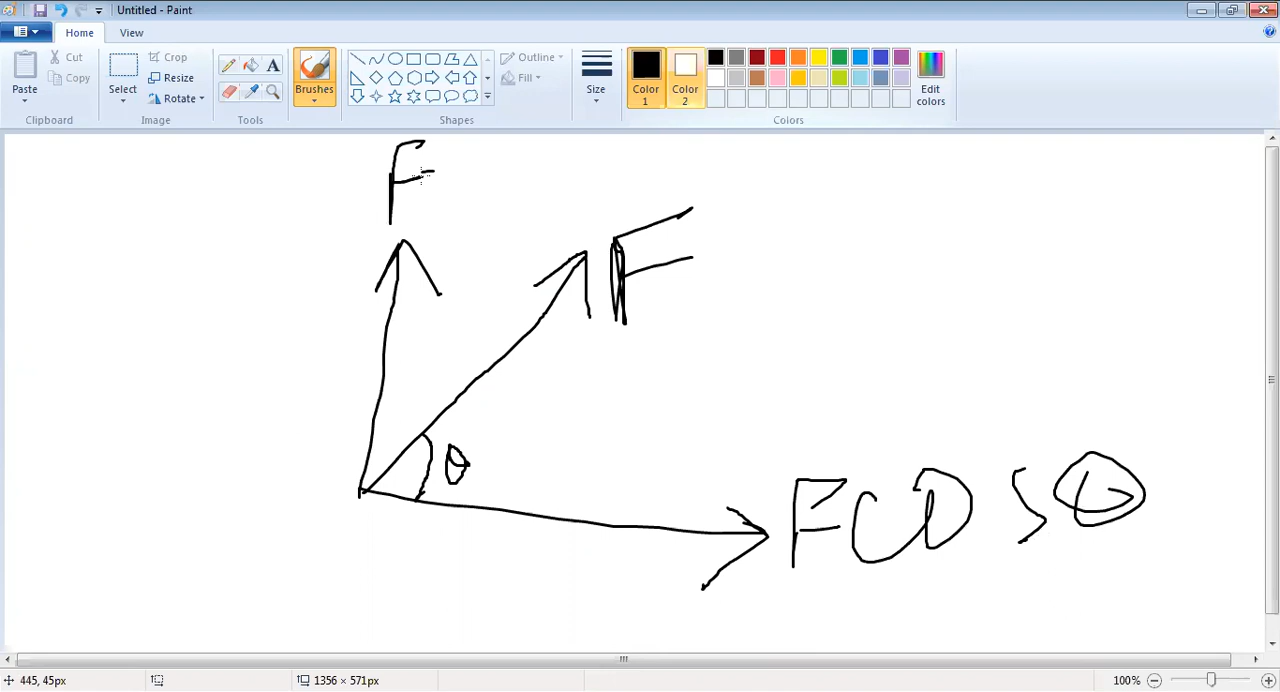 Untitled - Paint
Home View
Paste
Cut
Copy
Clipboard
Select
Crop
Resize
Rotate
Image
Tools
Brushes
Outline
Fill
Shapes
Size
Color 1
Color 2
Edit colors
Colors
F
F
θ
F cos θ
445, 45px
1356 × 571px
100%